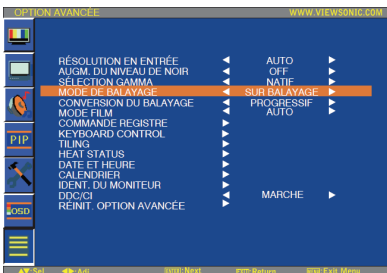 OPTION AVANCÉE WWW.VIEWSONIC.COM
RÉSOLUTION EN ENTRÉE AUTO
AUGM. DU NIVEAU DE NOIR OFF
SÉLECTION GAMMA NATIF
MODE DE BALAYAGE SUR BALAYAGE
CONVERSION DU BALAYAGE PROGRESSIF
MODE FILM AUTO
COMMANDE REGISTRE
KEYBOARD CONTROL
TILING
HEAT STATUS
DATE ET HEURE
CALENDRIER
IDENT. DU MONITEUR
DDC/CI MARCHE
RÉINIT. OPTION AVANCÉE
PIP
OSD
:Sel :Adj :Next EXIT:Return :Exit Menu